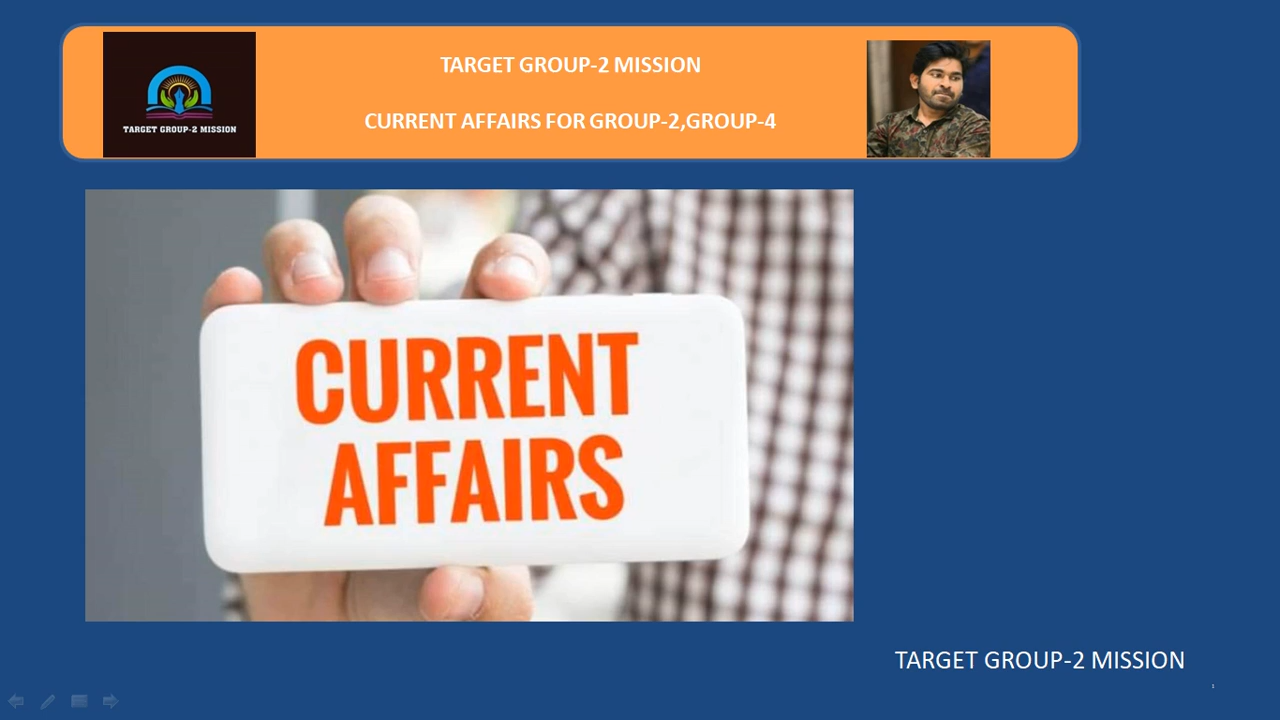 TARGET GROUP-2 MISSION
TARGET GROUP-2 MISSION
CURRENT AFFAIRS FOR GROUP-2,GROUP-4
CURRENT
AFFAIRS
TARGET GROUP-2 MISSION